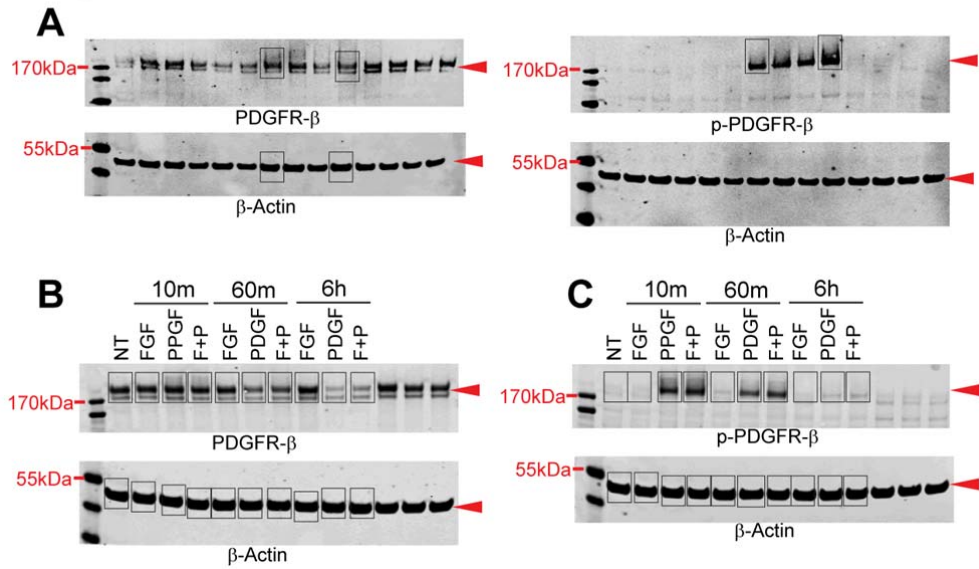 A
170kDa
PDGFR-β
55kDa
β-Actin
170kDa
p-PDGFR-β
55kDa
β-Actin
B
10m 60m 6h
NT FGF PPGF F+P FGF PDGF F+P FGF PDGF F+P
170kDa
PDGFR-β
55kDa
β-Actin
C
10m 60m 6h
NT FGF PPGF F+P FGF PDGF F+P FGF PDGF F+P
170kDa
p-PDGFR-β
55kDa
β-Actin